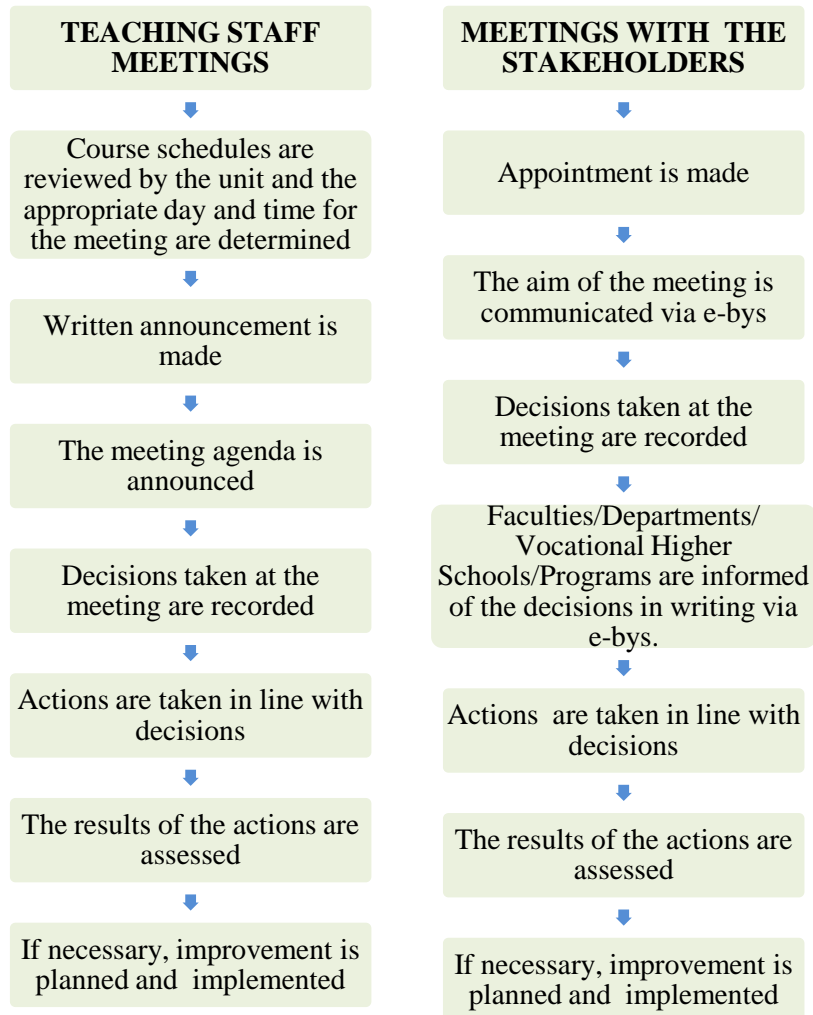 TEACHING STAFF
MEETINGS
Course schedules are
reviewed by the unit and the
appropriate day and time for
the meeting are determined
Written announcement is
made
The meeting agenda is
announced
Decisions taken at the
meeting are recorded
Actions are taken in line with
decisions
The results of the actions are
assessed
If necessary, improvement is
planned and implemented
MEETINGS WITH THE
STAKEHOLDERS
Appointment is made
The aim of the meeting is
communicated via e-bys
Decisions taken at the
meeting are recorded
Faculties/Departments/
Vocational Higher
Schools/Programs are informed
of the decisions in writing via
e-bys.
Actions are taken in line with
decisions
The results of the actions are
assessed
If necessary, improvement is
planned and implemented